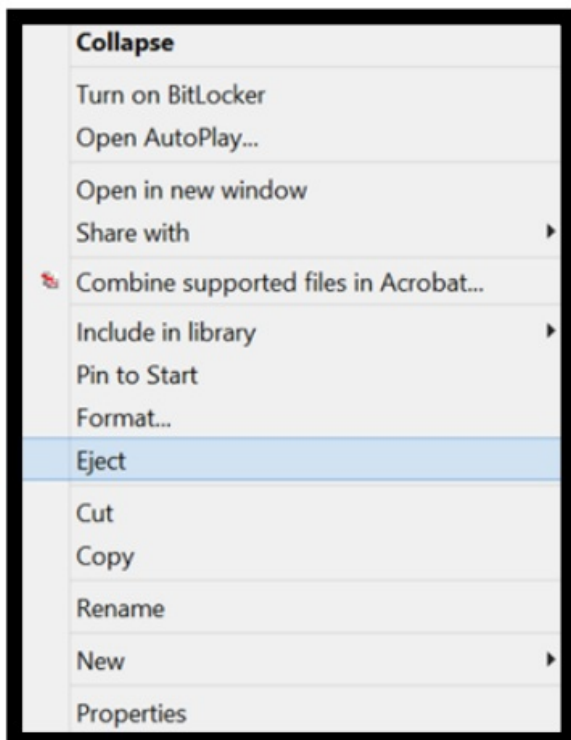 Collapse
Turn on BitLocker
Open AutoPlay...
Open in new window
Share with
Combine supported files in Acrobat...
Include in library
Pin to Start
Format...
Eject
Cut
Copy
Rename
New
Properties